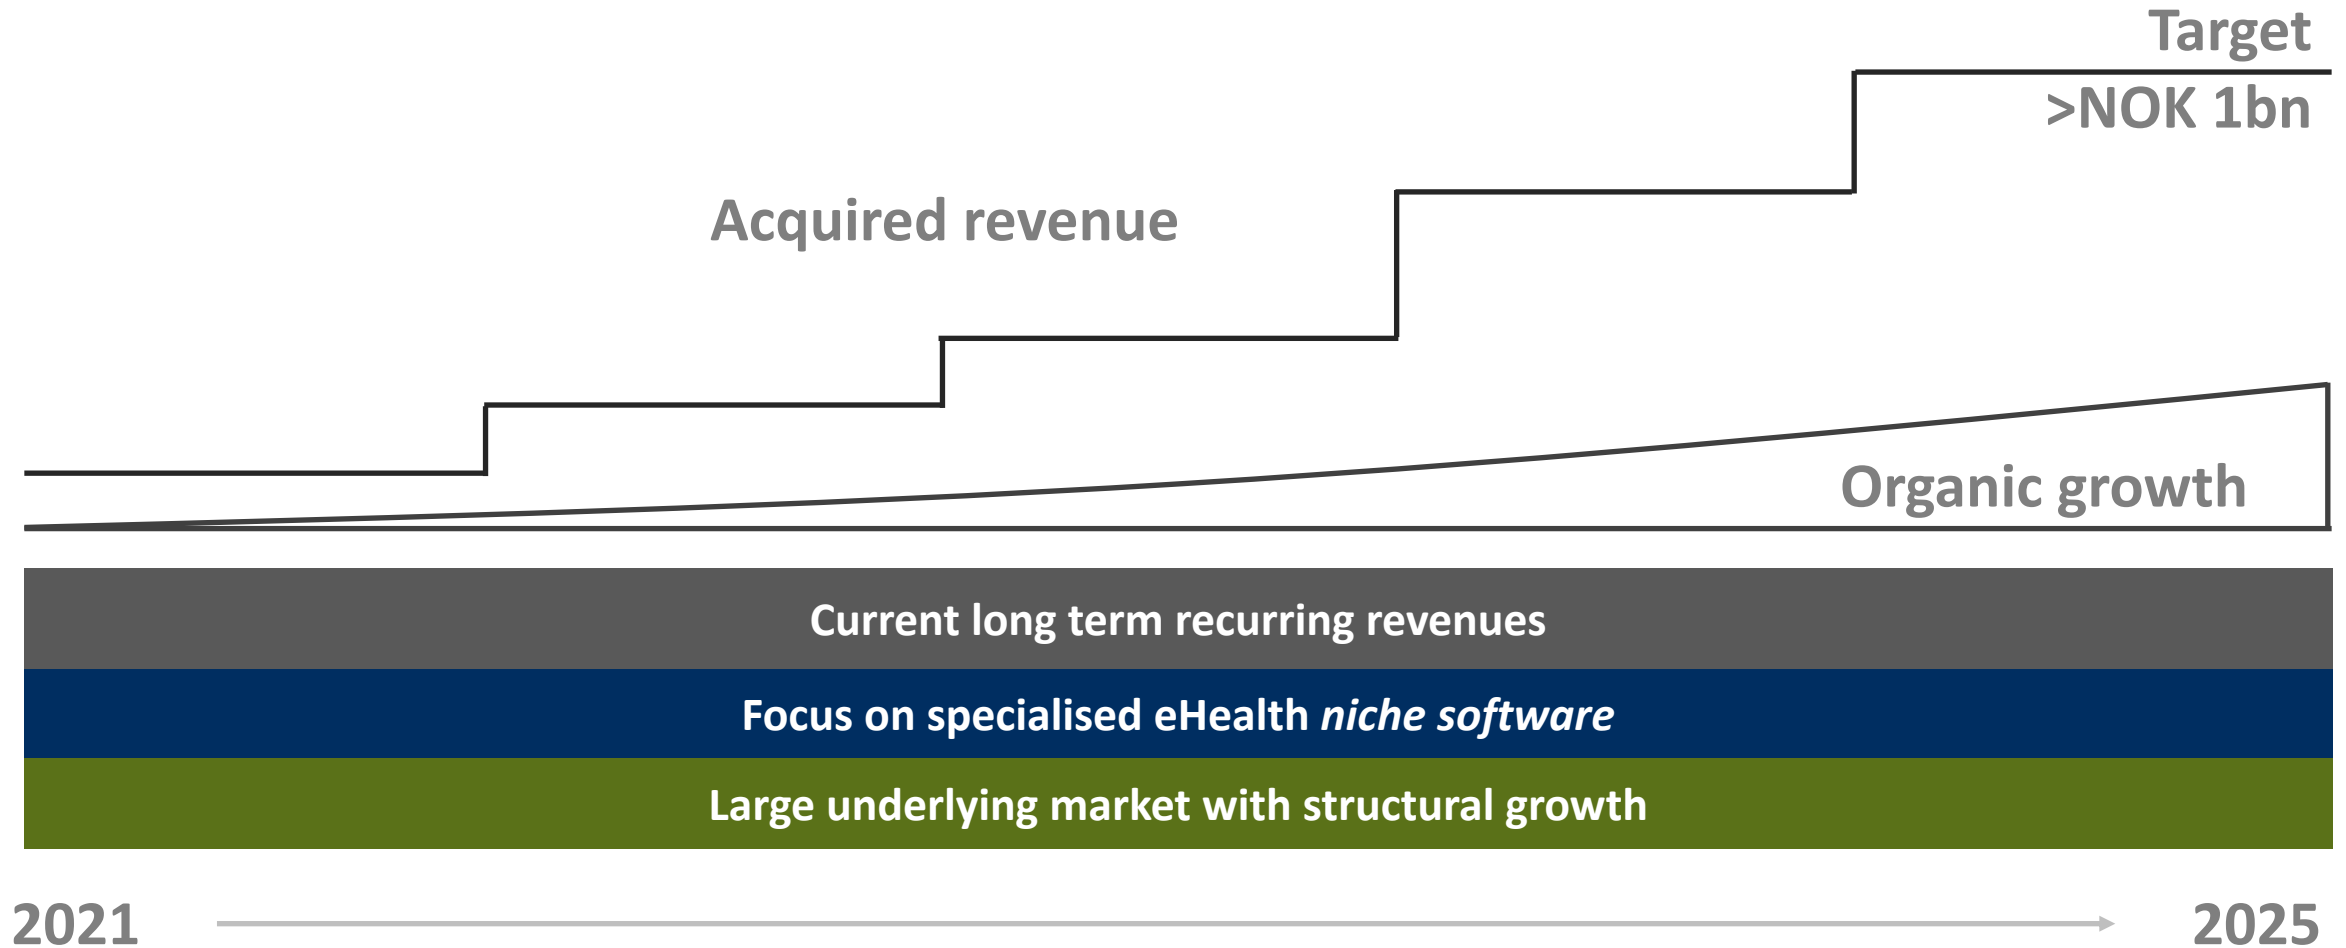 Target
>NOK 1bn
Acquired revenue
Organic growth
Current long term recurring revenues
Focus on specialised eHealth niche software
Large underlying market with structural growth
2021
2025